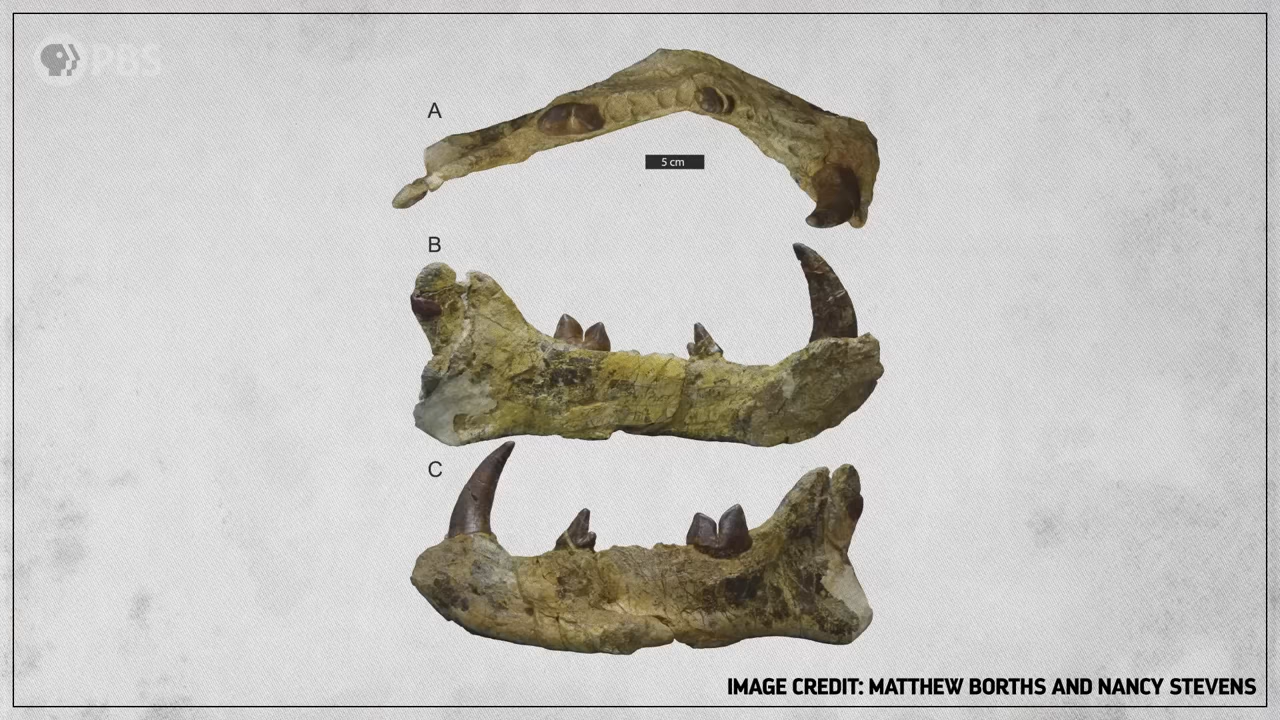 PBS
A
5 cm
B
C
IMAGE CREDIT: MATTHEW BORTHS AND NANCY STEVENS